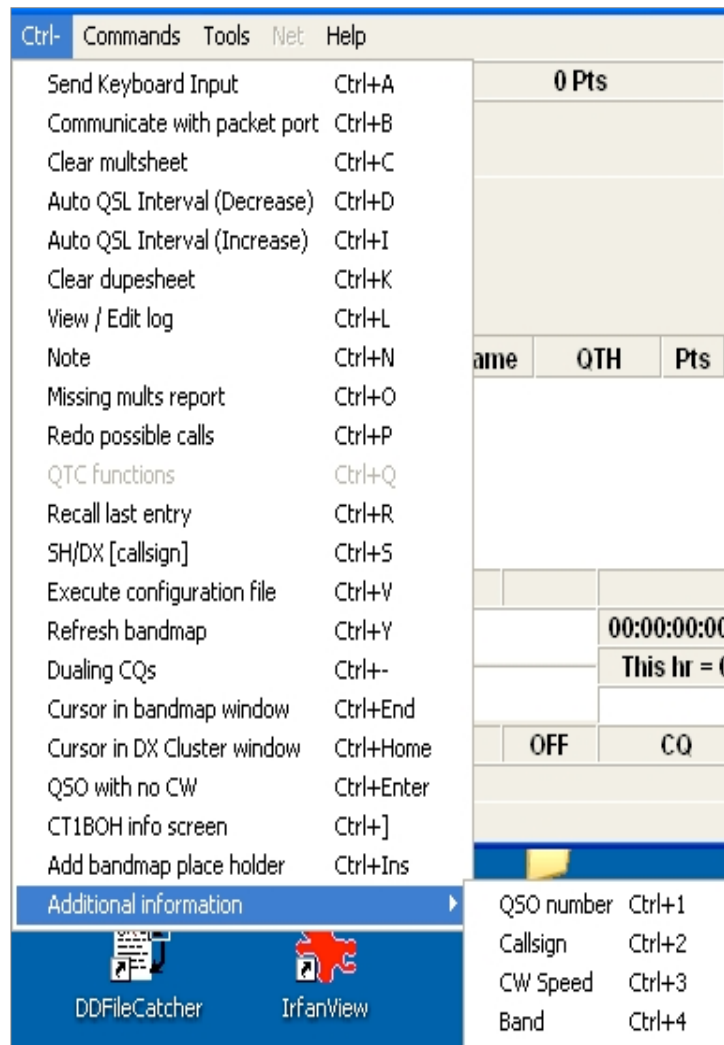 Ctrl- Commands Tools Net Help
0 Pts
Send Keyboard Input Ctrl+A
Communicate with packet port Ctrl+B
Clear multsheet Ctrl+C
Auto QSL Interval (Decrease) Ctrl+D
Auto QSL Interval (Increase) Ctrl+I
Clear dupesheet Ctrl+K
View / Edit log Ctrl+L
Note Ctrl+N
ame QTH Pts
Missing mults report Ctrl+O
Redo possible calls Ctrl+P
QTC functions Ctrl+Q
Recall last entry Ctrl+R
SH/DX [callsign] Ctrl+S
Execute configuration file Ctrl+V
Refresh bandmap Ctrl+Y
00:00:00:00
Dualing CQs Ctrl+-
This hr =
Cursor in bandmap window Ctrl+End
Cursor in DX Cluster window Ctrl+Home
OFF CQ
QSO with no CW Ctrl+Enter
CT1BOH info screen Ctrl+]
Add bandmap place holder Ctrl+Ins
Additional information
QSO number Ctrl+1
Callsign Ctrl+2
CW Speed Ctrl+3
Band Ctrl+4
DDFileCatcher IrfanView